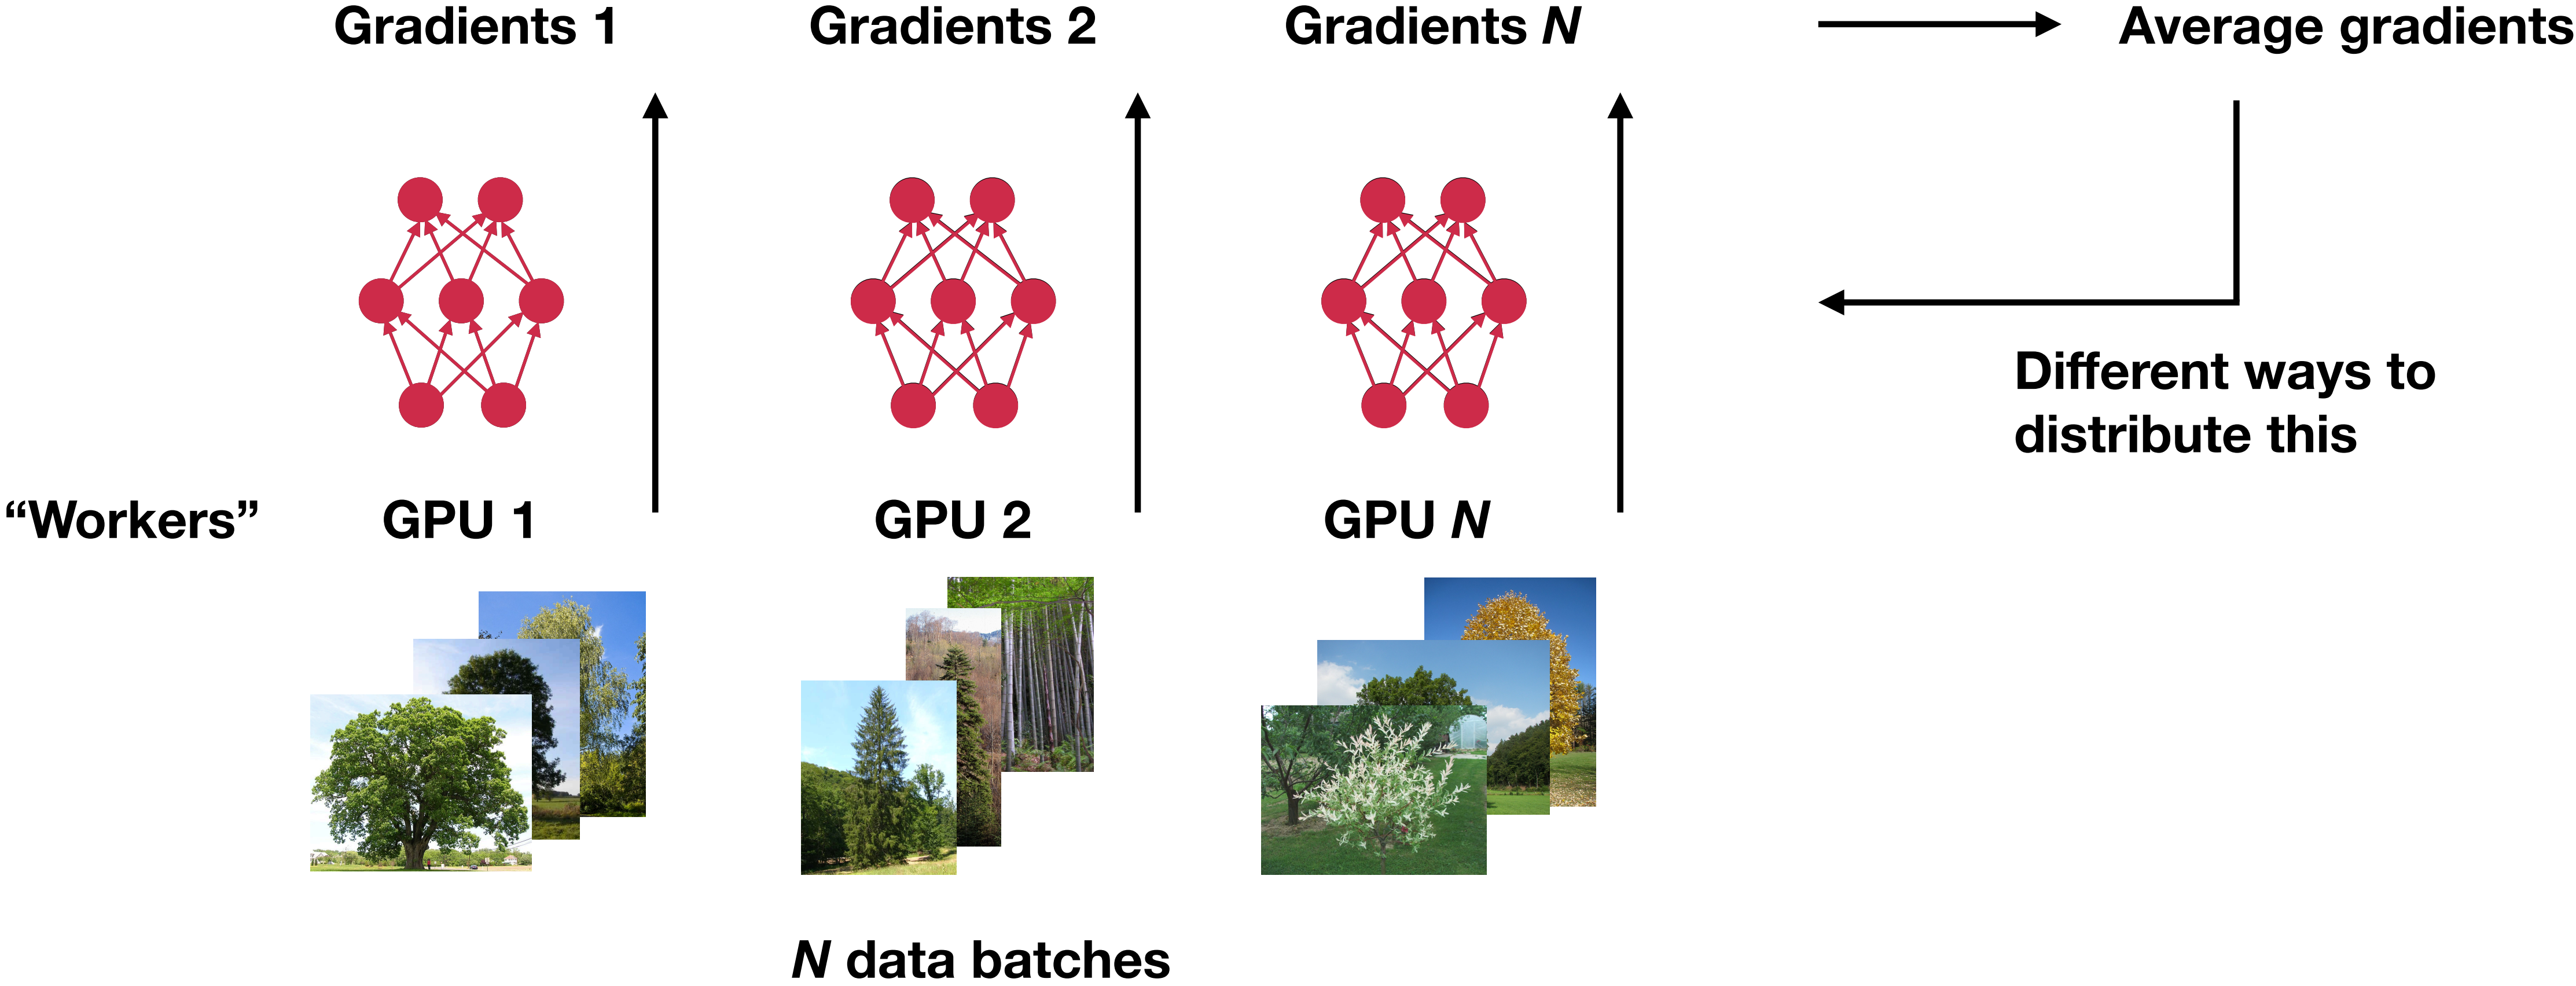 Gradients 1
Gradients 2
Gradients N
Average gradients
Different ways to
distribute this
“Workers”
GPU 1
GPU 2
GPU N
N data batches